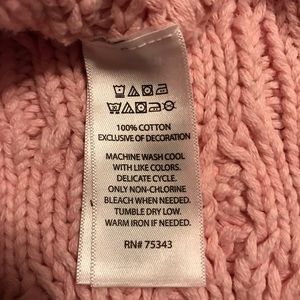 100% COTTON
EXCLUSIVE OF DECORATION
MACHINE WASH COOL
WITH LIKE COLORS.
DELICATE CYCLE.
ONLY NON-CHLORINE
BLEACH WHEN NEEDED.
TUMBLE DRY LOW.
WARM IRON IF NEEDED.
RN# 75343